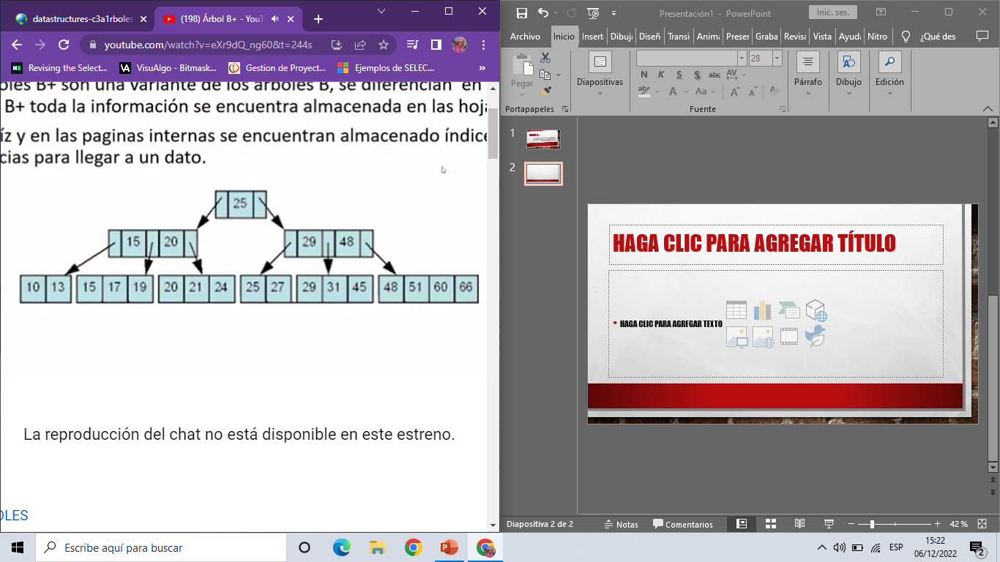 datastructures-c3a1rboles-
(198) Árbol B+ - YouT
youtube.com/watch?v=eXr9dQ_ng60&t=244s
Revising the Select...
VisuAlgo - Bitmask...
Gestion de Proyect...
Ejemplos de SELEC...
»
oles B+ son una variante de los arboles B, se diferencian en
B+ toda la información se encuentra almacenada en las hoja
íz y en las paginas internas se encuentran almacenado índice
cias para llegar a un dato.
25
15 20 29 48
10 13 15 17 19 20 21 24 25 27 29 31 45 48 51 60 66
La reproducción del chat no está disponible en este estreno.
OLES
Presentación1 - PowerPoint
Inic. ses.
Archivo Inicio Insert Dibuja Diseñ Transi Anima Preser Graba Revisa Vista Ayuda Nitro ¿Qué des
Pegar
Portapapeles
Diapositivas
28
N K S S abc AV
ab A Aa A A A
Fuente
Párrafo
Dibujo
Edición
1
2
HAGA CLIC PARA AGREGAR TÍTULO
• HAGA CLIC PARA AGREGAR TEXTO
Diapositiva 2 de 2 Notas Comentarios 42 %
Escribe aquí para buscar
ESP
15:22
06/12/2022
2